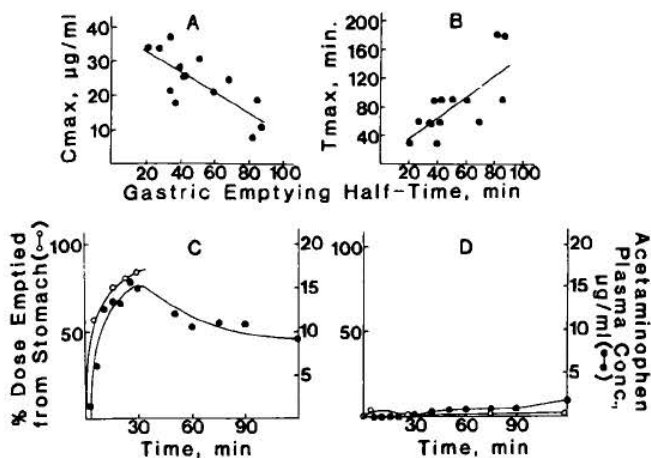 A
B
Cmax, µg/ml
40
30
20
10
20 40 60 80 100
Tmax, min.
200
160
120
80
40
20 40 60 80 100
Gastric Emptying Half-Time, min
C
D
% Dose Emptied
from Stomach(o-o)
100
50
20
15
10
5
30 60 90
Time, min
100
50
20
15
10
5
30 60 90
Time, min
Acetaminophen
Plasma Conc.,
µg/ml(●-●)